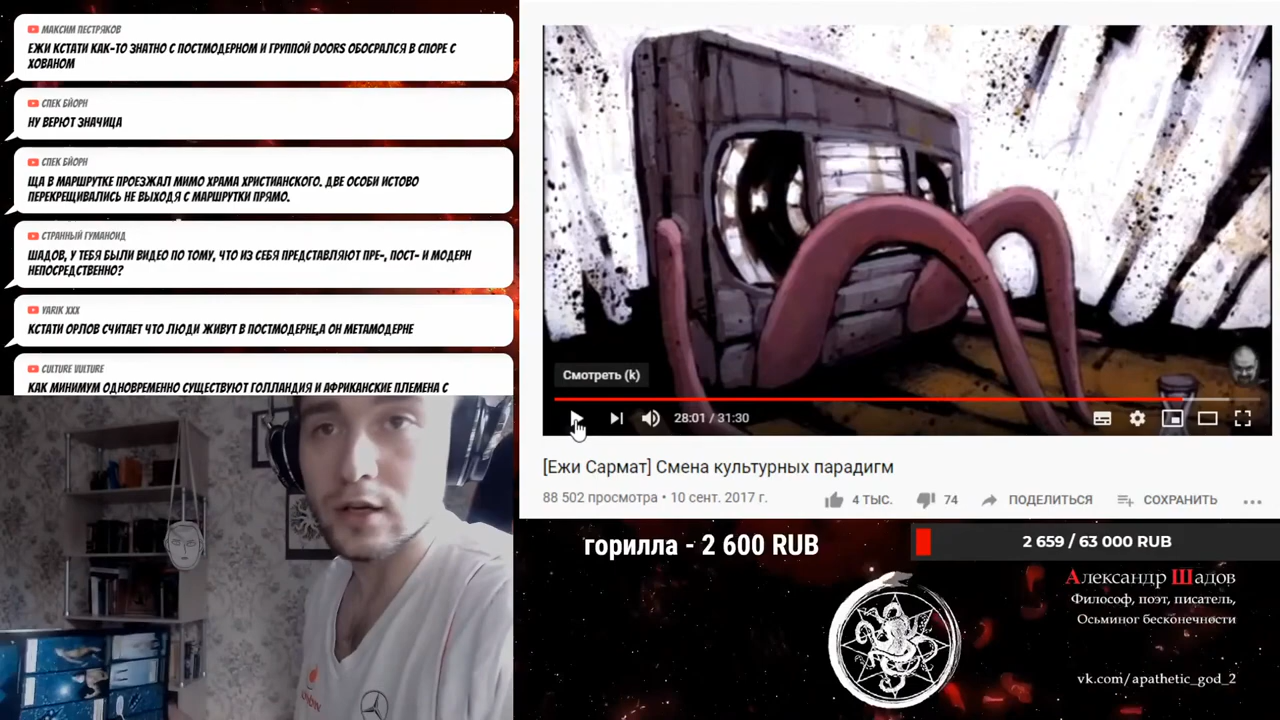 МАКСИМ ПЕСТРЯКОВ
ЕЖИ КСТАТИ КАК-ТО ЗНАТНО С ПОСТМОДЕРНОМ И ГРУППОЙ DOORS ОБОСРАЛСЯ В СПОРЕ С
ХОВАНОМ
СПЕК БЙОРН
НУ ВЕРЮТ ЗНАЧИЦА
СПЕК БЙОРН
ЩА В МАРШРУТКЕ ПРОЕЗЖАЛ МИМО ХРАМА ХРИСТИАНСКОГО. ДВЕ ОСОБИ ИСТОВО
ПЕРЕКРЕЩИВАЛИСЬ НЕ ВЫХОДЯ С МАРШРУТКИ ПРЯМО.
СТРАННЫЙ ГУМАНОИД
ШАДОВ, У ТЕБЯ БЫЛИ ВИДЕО ПО ТОМУ, ЧТО ИЗ СЕБЯ ПРЕДСТАВЛЯЮТ ПРЕ-, ПОСТ- И МОДЕРН
НЕПОСРЕДСТВЕННО?
YARIK XXX
КСТАТИ ОРЛОВ СЧИТАЕТ ЧТО ЛЮДИ ЖИВУТ В ПОСТМОДЕРНЕ,А ОН МЕТАМОДЕРНЕ
CULTURE VULTURE
КАК МИНИМУМ ОДНОВРЕМЕННО СУЩЕСТВУЮТ ГОЛЛАНДИЯ И АФРИКАНСКИЕ ПЛЕМЕНА С
Смотреть (k)
28:01 / 31:30
[Ежи Сармат] Смена культурных парадигм
88 502 просмотра • 10 сент. 2017 г.
4 ТЫС.
74
ПОДЕЛИТЬСЯ
СОХРАНИТЬ
горилла - 2 600 RUB
2 659 / 63 000 RUB
Александр Шадов
Философ, поэт, писатель,
Осьминог бесконечности
vk.com/apathetic_god_2